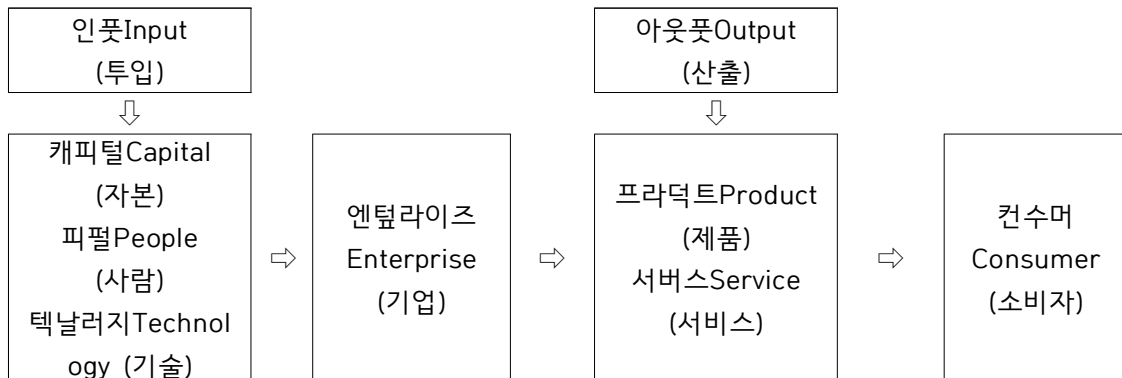 인풋Input
(투입)
아웃풋Output
(산출)
캐피털Capital
(자본)
피펄People
(사람)
텍날러지Technol
ogy (기술)
엔텊라이즈
Enterprise
(기업)
프라덕트Product
(제품)
서버스Service
(서비스)
컨수머
Consumer
(소비자)